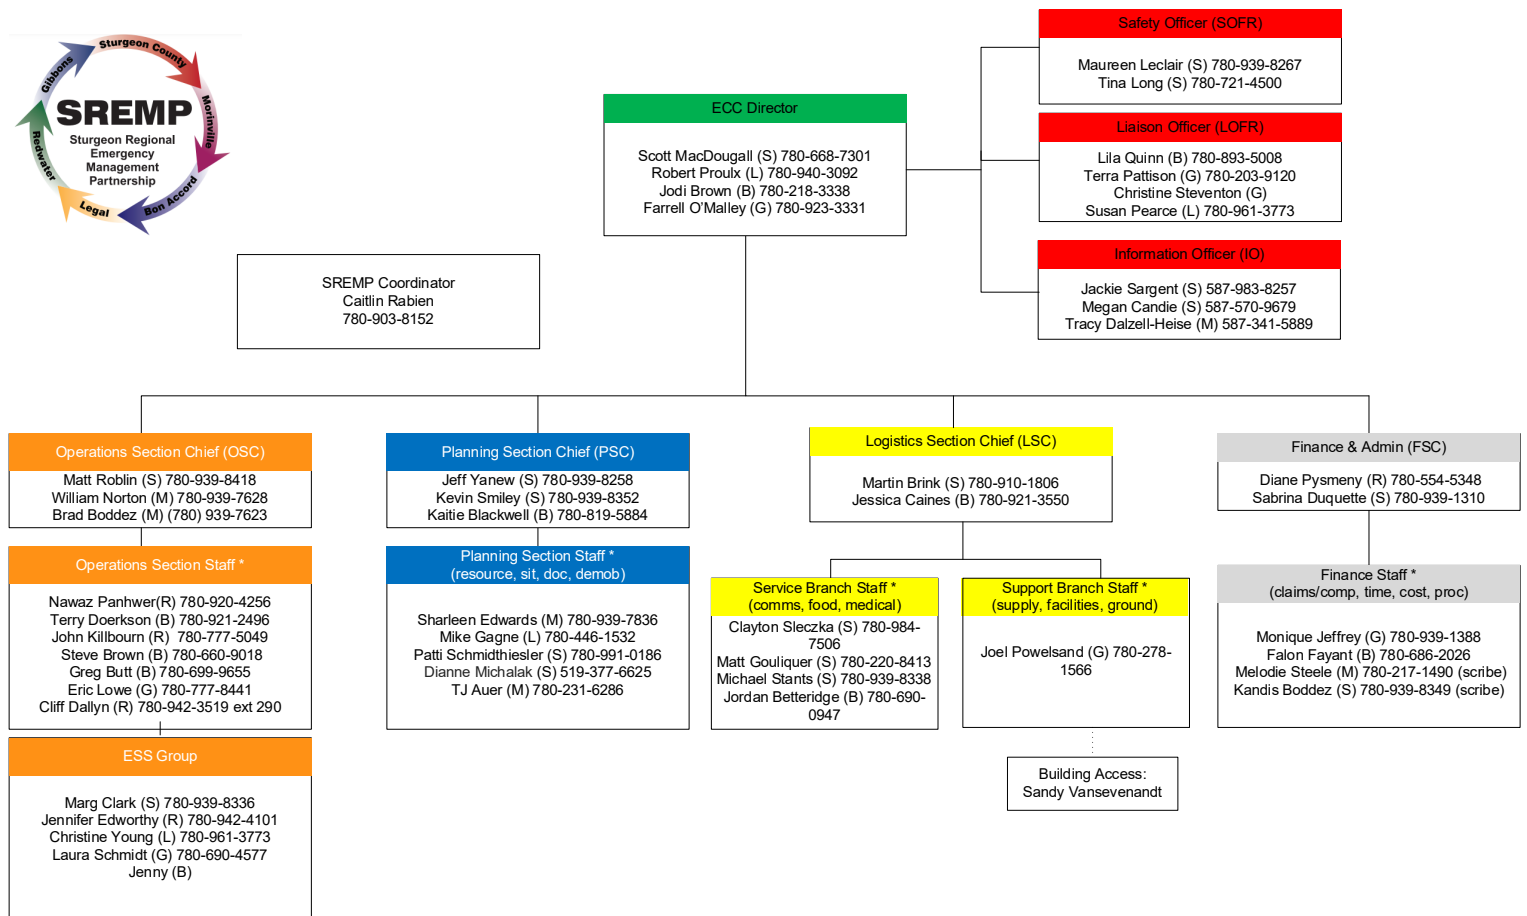 Sturgeon County
Morinville
Bon Accord
Legal
Redwater
Gibbons
SREMP
Sturgeon Regional
Emergency
Management
Partnership
Safety Officer (SOFR)
Maureen Leclair (S) 780-939-8267
Tina Long (S) 780-721-4500
ECC Director
Scott MacDougall (S) 780-668-7301
Robert Proulx (L) 780-940-3092
Jodi Brown (B) 780-218-3338
Farrell O’Malley (G) 780-923-3331
Liaison Officer (LOFR)
Lila Quinn (B) 780-893-5008
Terra Pattison (G) 780-203-9120
Christine Steventon (G)
Susan Pearce (L) 780-961-3773
Information Officer (IO)
Jackie Sargent (S) 587-983-8257
Megan Candie (S) 587-570-9679
Tracy Dalzell-Heise (M) 587-341-5889
SREMP Coordinator
Caitlin Rabien
780-903-8152
Operations Section Chief (OSC)
Matt Roblin (S) 780-939-8418
William Norton (M) 780-939-7628
Brad Boddez (M) (780) 939-7623
Operations Section Staff *
Nawaz Panhwer(R) 780-920-4256
Terry Doerkson (B) 780-921-2496
John Killbourn (R)  780-777-5049
Steve Brown (B) 780-660-9018
Greg Butt (B) 780-699-9655
Eric Lowe (G) 780-777-8441
Cliff Dallyn (R) 780-942-3519 ext 290
ESS Group
Marg Clark (S) 780-939-8336
Jennifer Edworthy (R) 780-942-4101
Christine Young (L) 780-961-3773
Laura Schmidt (G) 780-690-4577
Jenny (B)
Planning Section Chief (PSC)
Jeff Yanew (S) 780-939-8258
Kevin Smiley (S) 780-939-8352
Kaitie Blackwell (B) 780-819-5884
Planning Section Staff *
(resource, sit, doc, demob)
Sharleen Edwards (M) 780-939-7836
Mike Gagne (L) 780-446-1532
Patti Schmidthiesler (S) 780-991-0186
Dianne Michalak (S) 519-377-6625
TJ Auer (M) 780-231-6286
Logistics Section Chief (LSC)
Martin Brink (S) 780-910-1806
Jessica Caines (B) 780-921-3550
Service Branch Staff *
(comms, food, medical)
Clayton Sleczka (S) 780-984-
7506
Matt Gouliquer (S) 780-220-8413
Michael Stants (S) 780-939-8338
Jordan Betteridge (B) 780-690-
0947
Support Branch Staff *
(supply, facilities, ground)
Joel Powelsand (G) 780-278-
1566
Building Access:
Sandy Vansevenandt
Finance & Admin (FSC)
Diane Pysmeny (R) 780-554-5348
Sabrina Duquette (S) 780-939-1310
Finance Staff *
(claims/comp, time, cost, proc)
Monique Jeffrey (G) 780-939-1388
Falon Fayant (B) 780-686-2026
Melodie Steele (M) 780-217-1490 (scribe)
Kandis Boddez (S) 780-939-8349 (scribe)